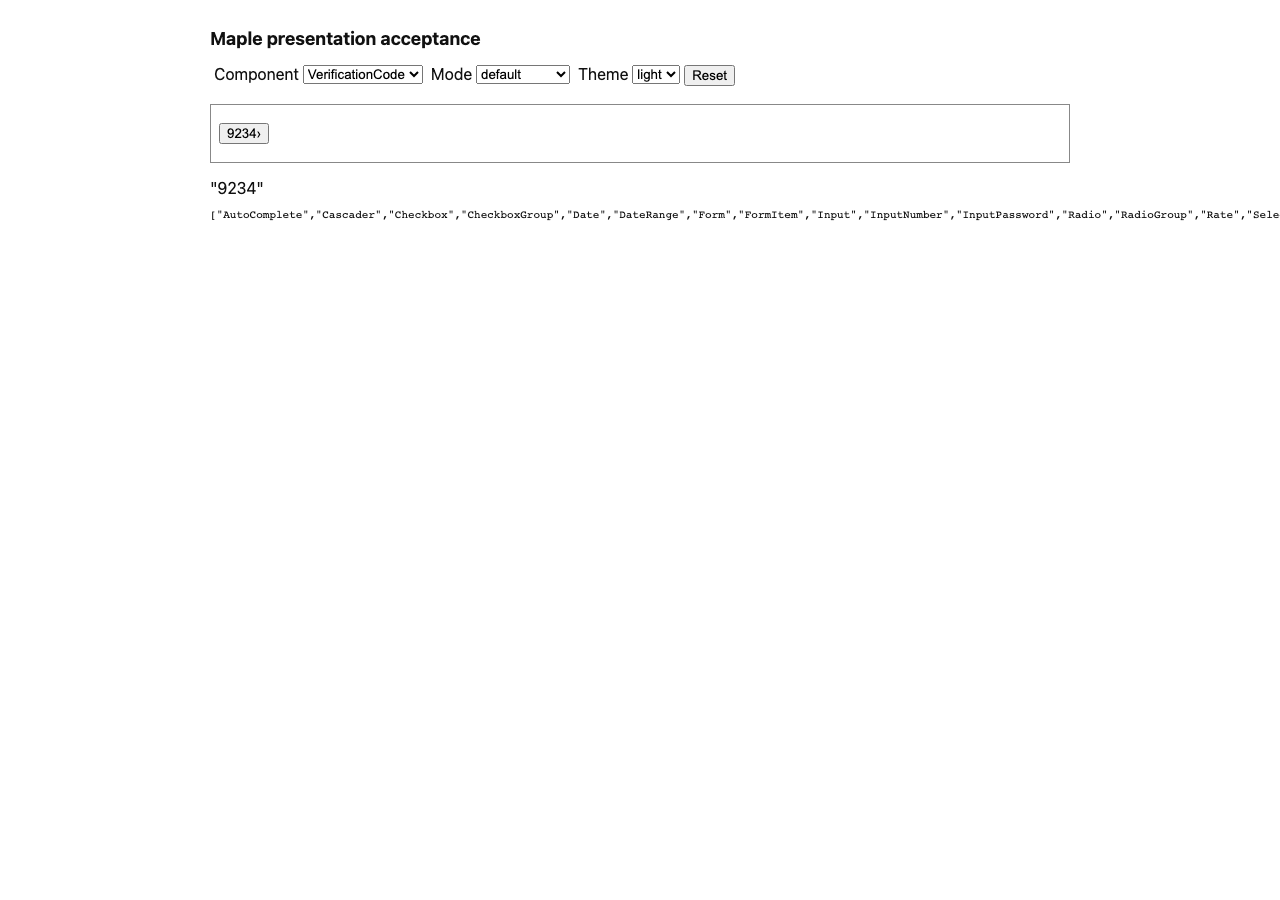 Maple presentation acceptance
Component VerificationCode Mode default Theme light Reset
9234›
"9234"
["AutoComplete","Cascader","Checkbox","CheckboxGroup","Date","DateRange","Form","FormItem","Input","InputNumber","InputPassword","Radio","RadioGroup","Rate","Sele